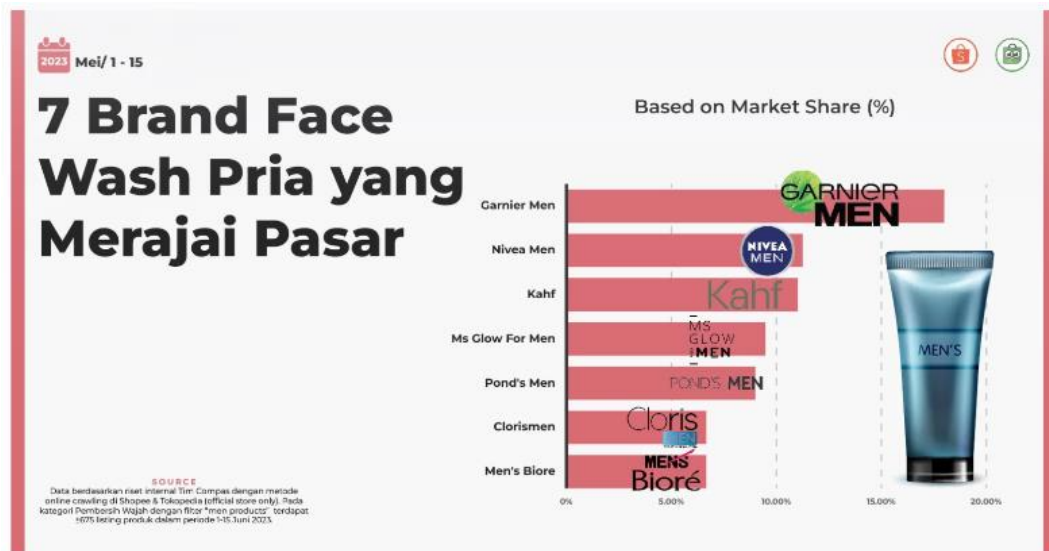 2023 Mei/ 1 - 15
7 Brand Face
Wash Pria yang
Merajai Pasar
Based on Market Share (%)
Garnier Men
GARNIER
MEN
Nivea Men
NIVEA
MEN
Kahf
Kahf
Ms Glow For Men
MS
GLOW
FOR MEN
Pond's Men
POND'S MEN
Clorismen
Cloris
MEN
Men's Biore
MENS
Bioré
MEN'S
0%
5.00%
10.00%
15.00%
20.00%
SOURCE
Data berdasarkan riset internal Tim Compas dengan metode
online crawling di Shopee & Tokopedia (official store only). Pada
kategori Pembersih Wajah dengan filter "men products" terdapat
±675 listing produk dalam periode 1-15 Juni 2023.